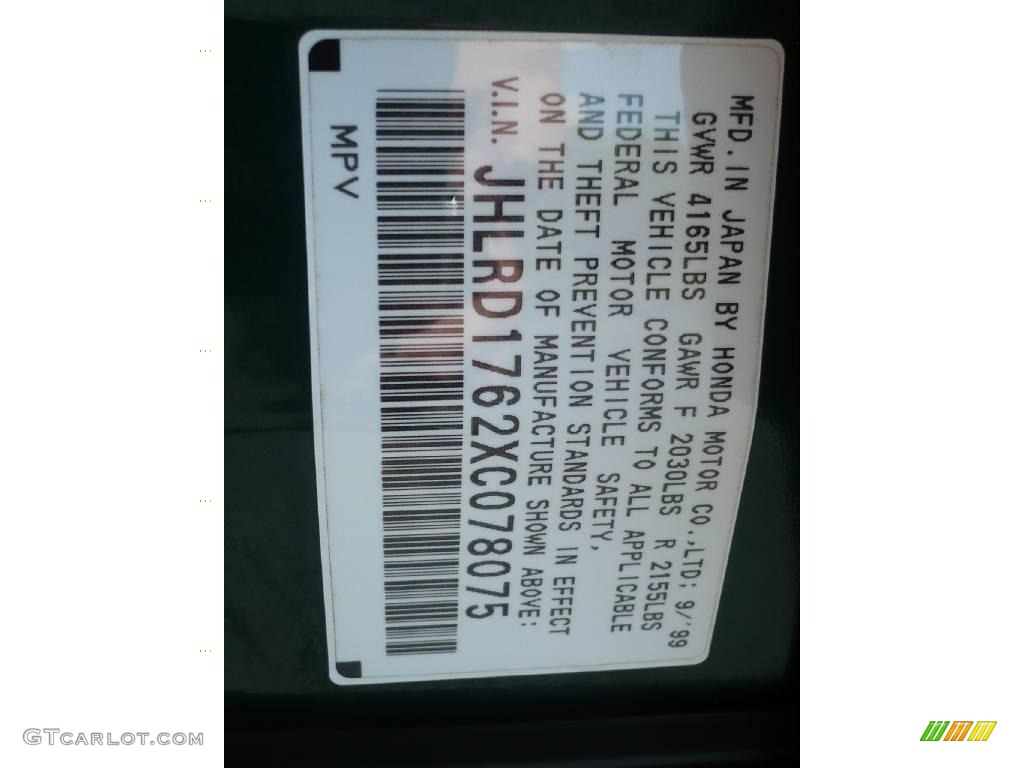 MFD. IN JAPAN BY HONDA MOTOR CO.,LTD; 9/'99
GVWR 4165LBS GAWR F 2030LBS R 2155LBS
THIS VEHICLE CONFORMS TO ALL APPLICABLE
FEDERAL MOTOR VEHICLE SAFETY,
AND THEFT PREVENTION STANDARDS IN EFFECT
ON THE DATE OF MANUFACTURE SHOWN ABOVE:
V.I.N. JHLRD1762XC078075
MPV
GTCARLOT.COM